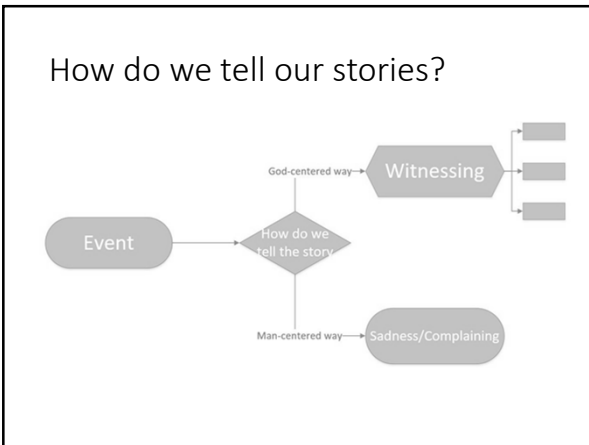 How do we tell our stories?
God-centered way
Witnessing
Event
How do we
tell the story
Man-centered way
Sadness/Complaining